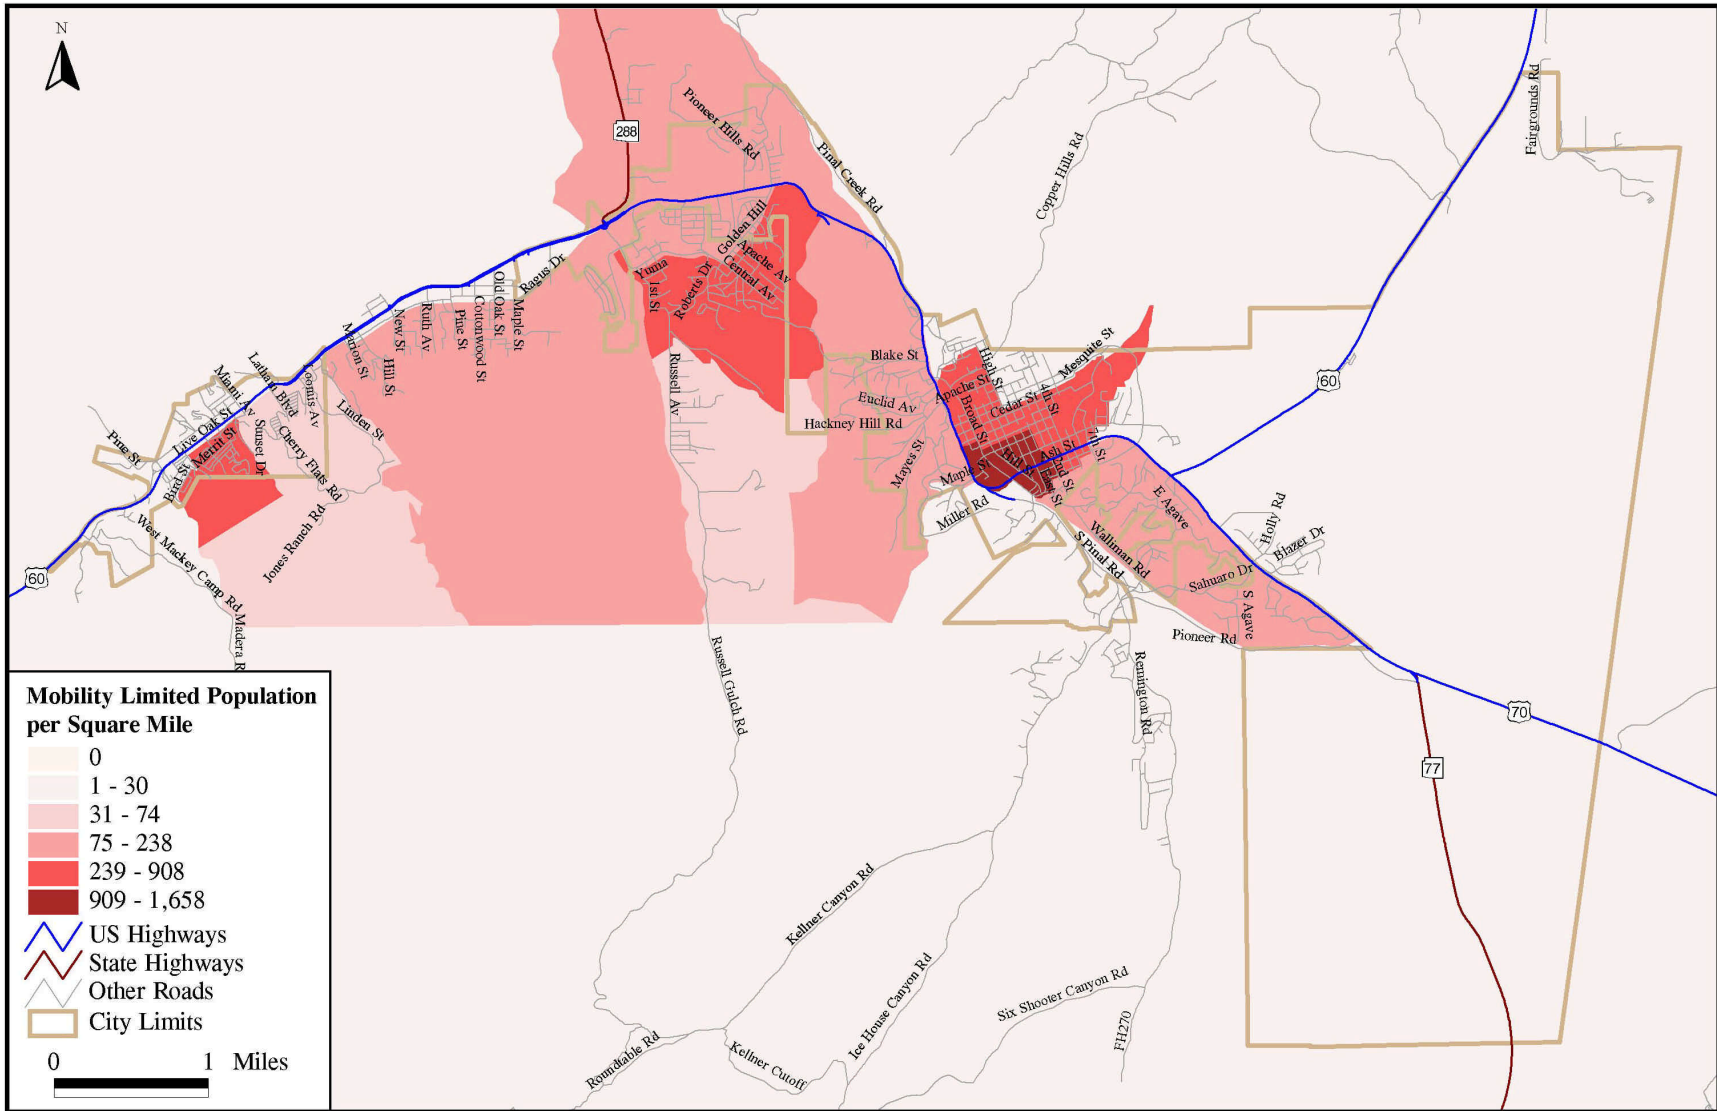 N
288
Pioneer Hills Rd
Pinal Creek Rd
Copper Hills Rd
Fairgrounds Rd
Golden Hill
Apache Av
Central Av
Yuma
1st St
Roberts Dr
Ragus Dr
Old Oak St
Maple St
Cottonwood St
Pine St
Ruth Av
New St
Hill St
Marion St
Loomis Av
Latham Blvd
Miami Av
Live Oak St
Merrit St
Sunset Dr
Cherry Flats Rd
Linden St
Pine St
Bird St
Jones Ranch Rd
West Mackey Camp Rd
Madera R
60
Russell Av
Blake St
Euclid Av
Hackney Hill Rd
Mayes St
High St
Mesquite St
Apache St
Cedar St
4th St
Broad St
Hill St
Ash St
7th St
Maple St
Miller Rd
East St
60
E Agave
Holly Rd
Blazer Dr
Walliman Rd
S Pinal Rd
Sahuaro Dr
S Agave
Pioneer Rd
Remington Rd
Russell Gulch Rd
70
77
Kellner Canyon Rd
Ice House Canyon Rd
Six Shooter Canyon Rd
FH270
Roundtable Rd
Kellner Cutoff
Mobility Limited Population
per Square Mile
0
1 - 30
31 - 74
75 - 238
239 - 908
909 - 1,658
US Highways
State Highways
Other Roads
City Limits
0 1 Miles